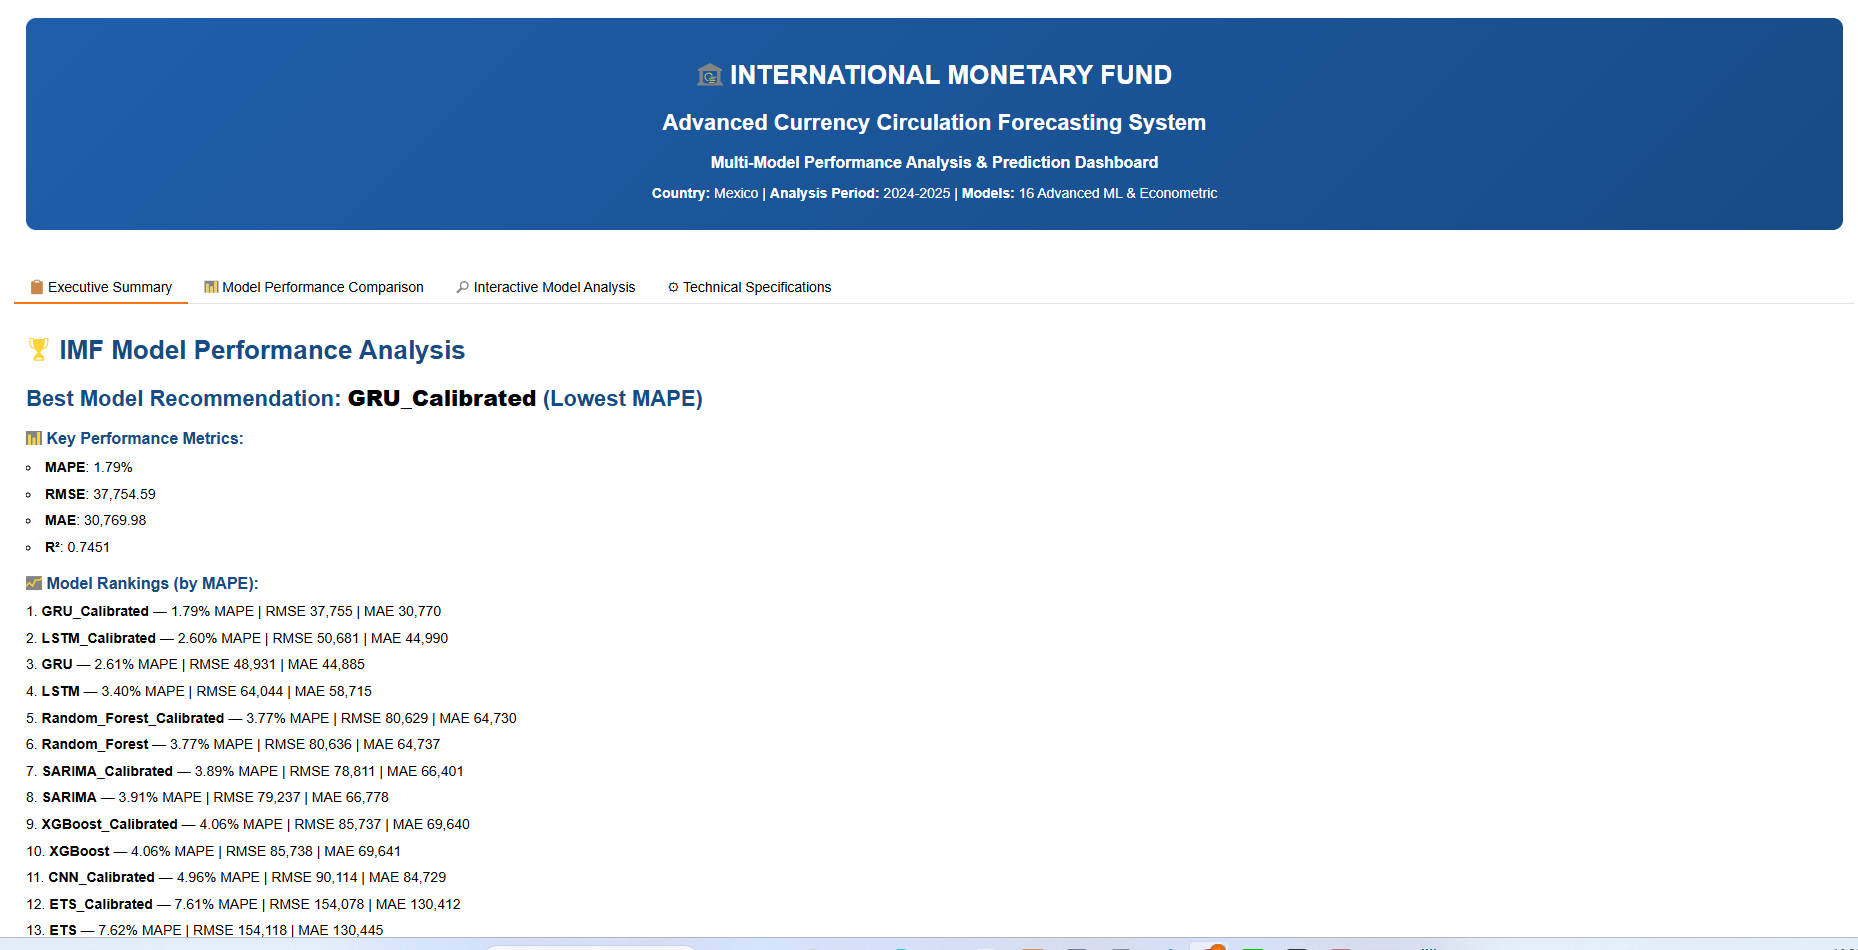 INTERNATIONAL MONETARY FUND
Advanced Currency Circulation Forecasting System
Multi-Model Performance Analysis & Prediction Dashboard
Country: Mexico | Analysis Period: 2024-2025 | Models: 16 Advanced ML & Econometric
Executive Summary Model Performance Comparison Interactive Model Analysis Technical Specifications
IMF Model Performance Analysis
Best Model Recommendation: GRU_Calibrated (Lowest MAPE)
Key Performance Metrics:
MAPE: 1.79%
RMSE: 37,754.59
MAE: 30,769.98
R²: 0.7451
Model Rankings (by MAPE):
1. GRU_Calibrated — 1.79% MAPE | RMSE 37,755 | MAE 30,770
2. LSTM_Calibrated — 2.60% MAPE | RMSE 50,681 | MAE 44,990
3. GRU — 2.61% MAPE | RMSE 48,931 | MAE 44,885
4. LSTM — 3.40% MAPE | RMSE 64,044 | MAE 58,715
5. Random_Forest_Calibrated — 3.77% MAPE | RMSE 80,629 | MAE 64,730
6. Random_Forest — 3.77% MAPE | RMSE 80,636 | MAE 64,737
7. SARIMA_Calibrated — 3.89% MAPE | RMSE 78,811 | MAE 66,401
8. SARIMA — 3.91% MAPE | RMSE 79,237 | MAE 66,778
9. XGBoost_Calibrated — 4.06% MAPE | RMSE 85,737 | MAE 69,640
10. XGBoost — 4.06% MAPE | RMSE 85,738 | MAE 69,641
11. CNN_Calibrated — 4.96% MAPE | RMSE 90,114 | MAE 84,729
12. ETS_Calibrated — 7.61% MAPE | RMSE 154,078 | MAE 130,412
13. ETS — 7.62% MAPE | RMSE 154,118 | MAE 130,445